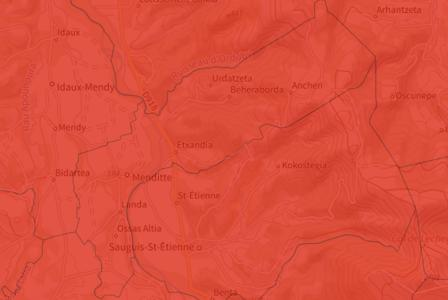 Arhantzeta
Idaux
Urdatzeta
Idaux-Mendy
Anchen
Beheraborda
Oscunepe
Mendy
Etxandia
Kokostegia
Bidartea
Menditte
St-Étienne
Landa
Ossas Altia
Sauguis-St-Étienne
Benta